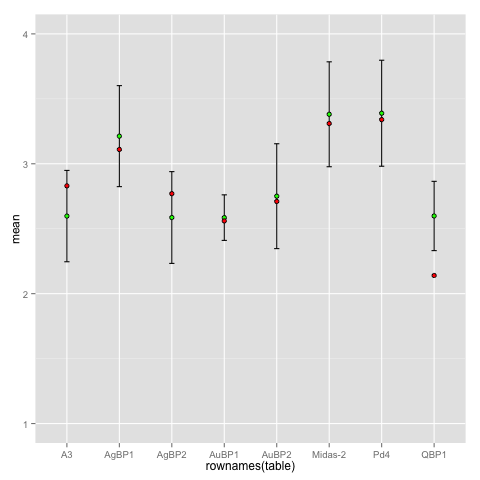 4
3
2
1
mean
A3 AgBP1 AgBP2 AuBP1 AuBP2 Midas-2 Pd4 QBP1
rownames(table)